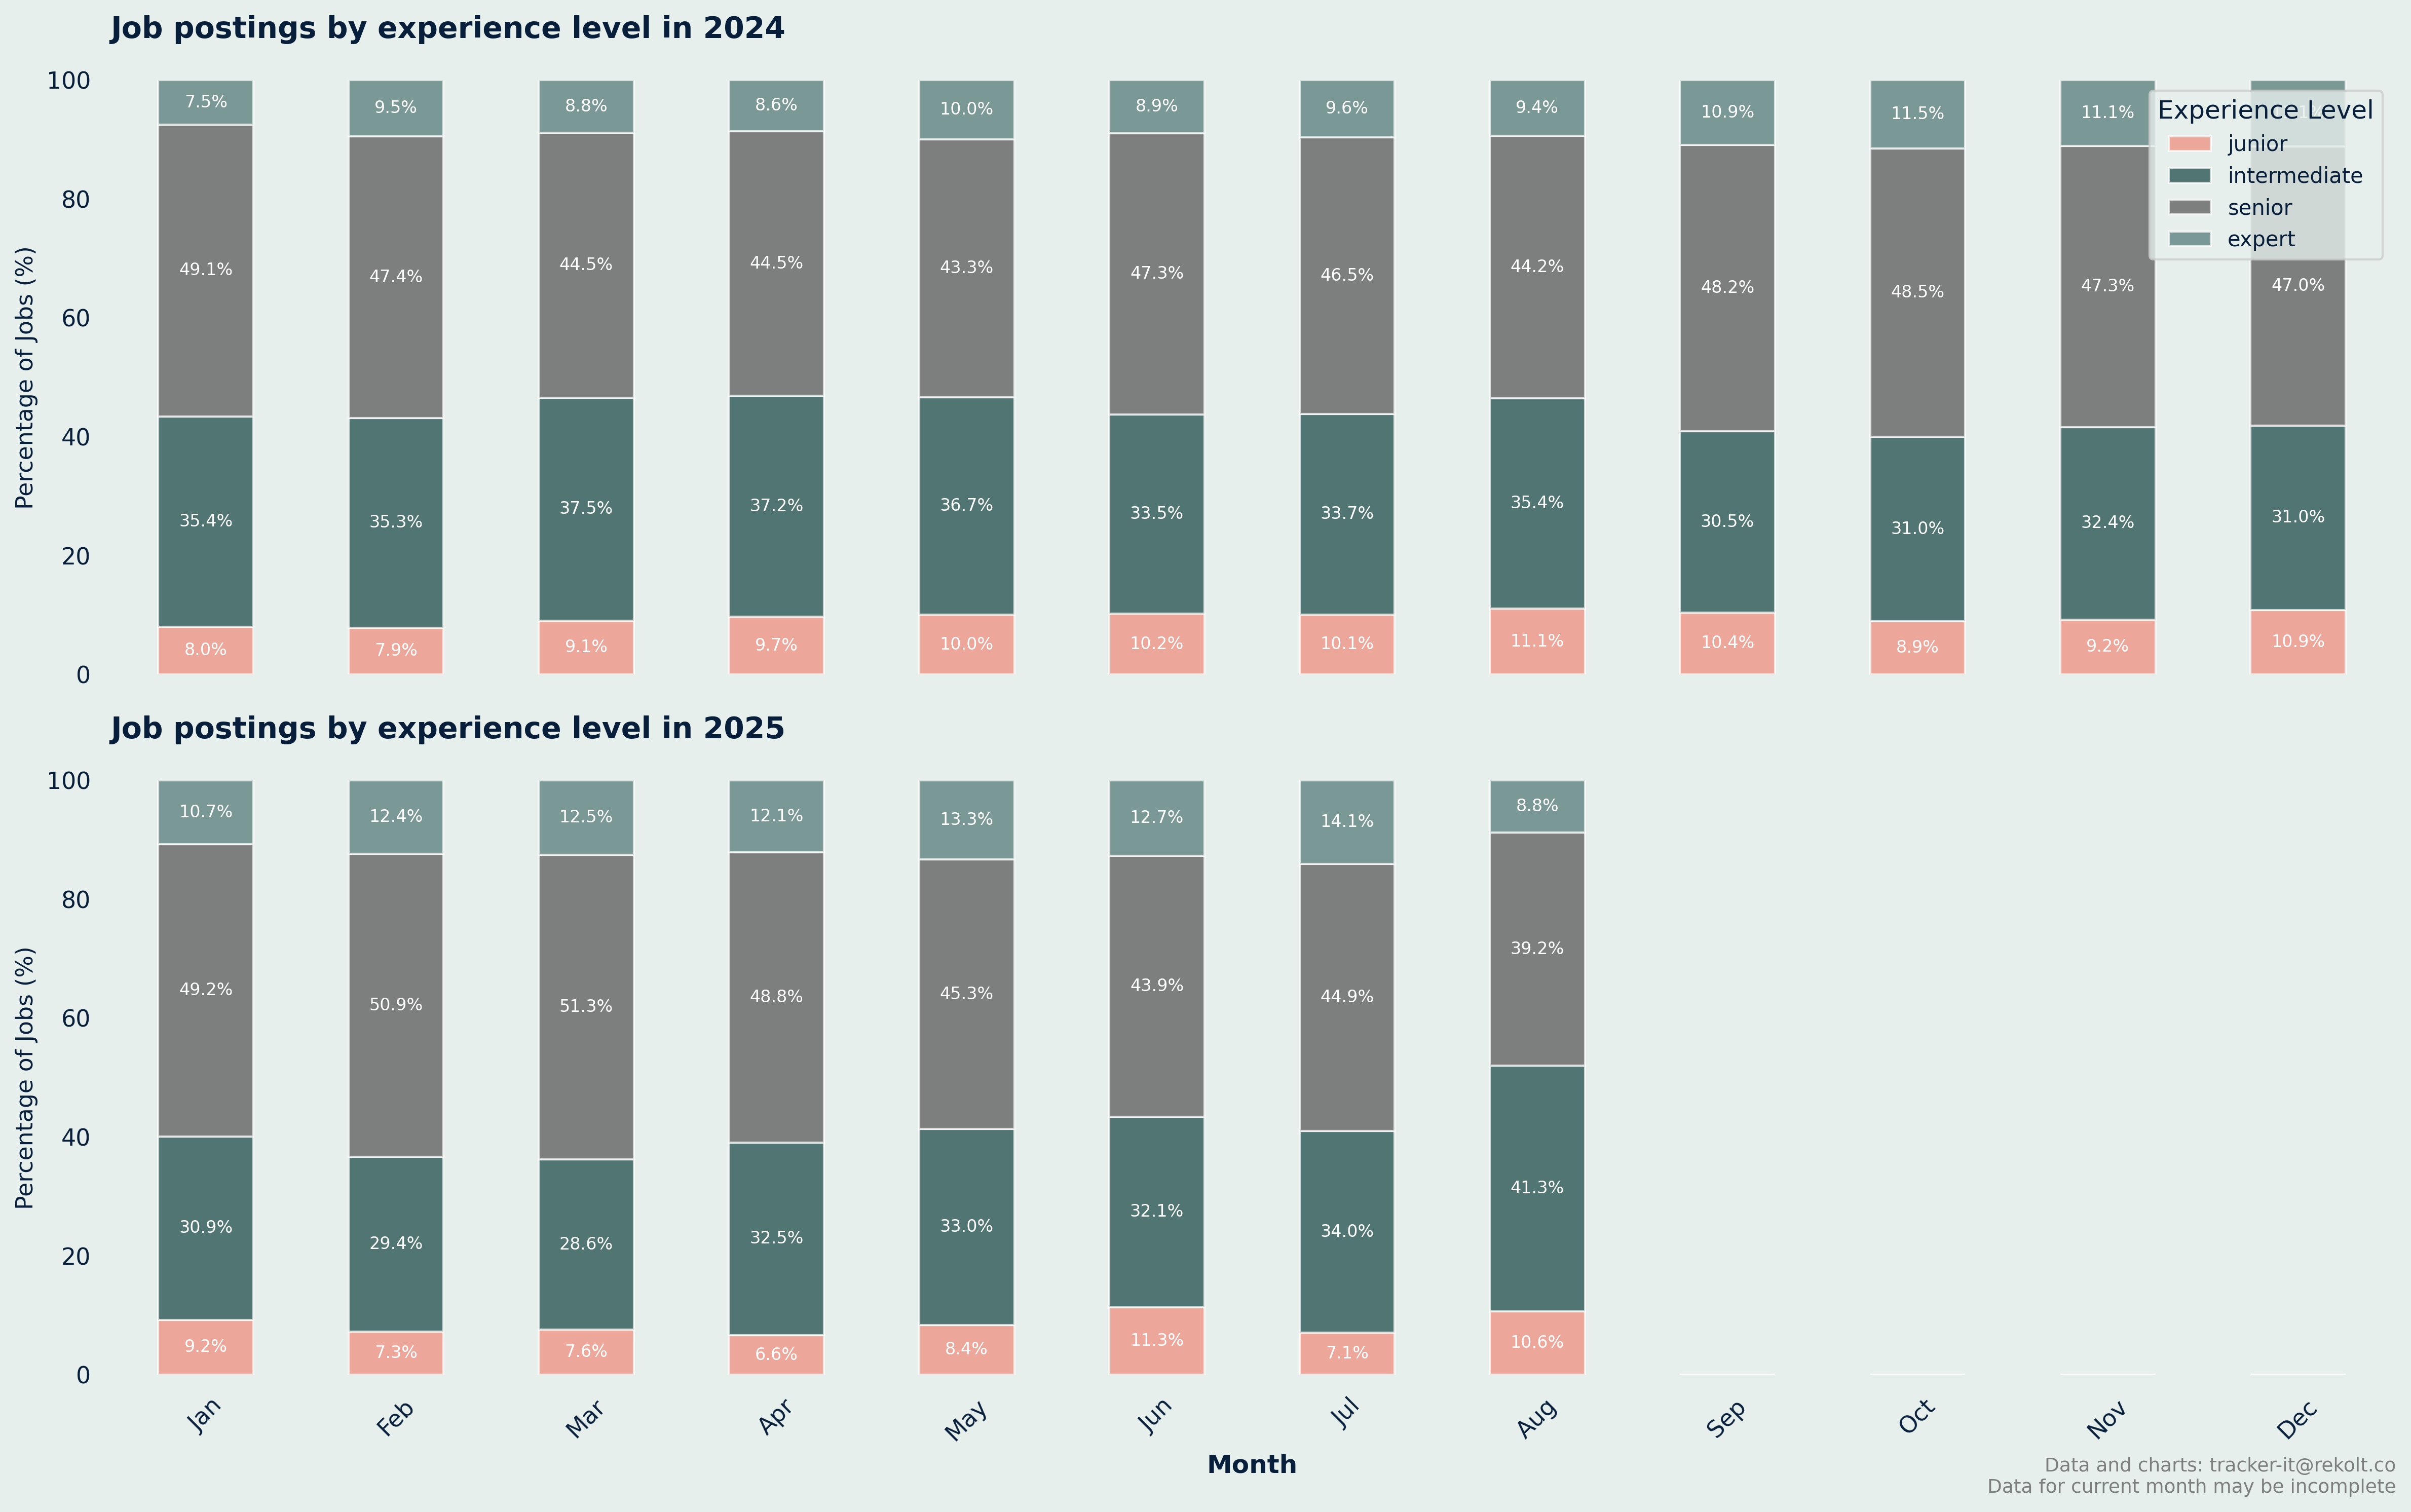 Job postings by experience level in 2024
Percentage of Jobs (%)
100
80
60
40
20
0
7.5% 9.5% 8.8% 8.6% 10.0% 8.9% 9.6% 9.4% 10.9% 11.5% 11.1%
49.1% 47.4% 44.5% 44.5% 43.3% 47.3% 46.5% 44.2% 48.2% 48.5% 47.3% 47.0%
35.4% 35.3% 37.5% 37.2% 36.7% 33.5% 33.7% 35.4% 30.5% 31.0% 32.4% 31.0%
8.0% 7.9% 9.1% 9.7% 10.0% 10.2% 10.1% 11.1% 10.4% 8.9% 9.2% 10.9%
Experience Level
junior
intermediate
senior
expert
Job postings by experience level in 2025
Percentage of Jobs (%)
100
80
60
40
20
0
10.7% 12.4% 12.5% 12.1% 13.3% 12.7% 14.1% 8.8%
49.2% 50.9% 51.3% 48.8% 45.3% 43.9% 44.9% 39.2%
30.9% 29.4% 28.6% 32.5% 33.0% 32.1% 34.0% 41.3%
9.2% 7.3% 7.6% 6.6% 8.4% 11.3% 7.1% 10.6%
Jan Feb Mar Apr May Jun Jul Aug Sep Oct Nov Dec
Month
Data and charts: tracker-it@rekolt.co
Data for current month may be incomplete